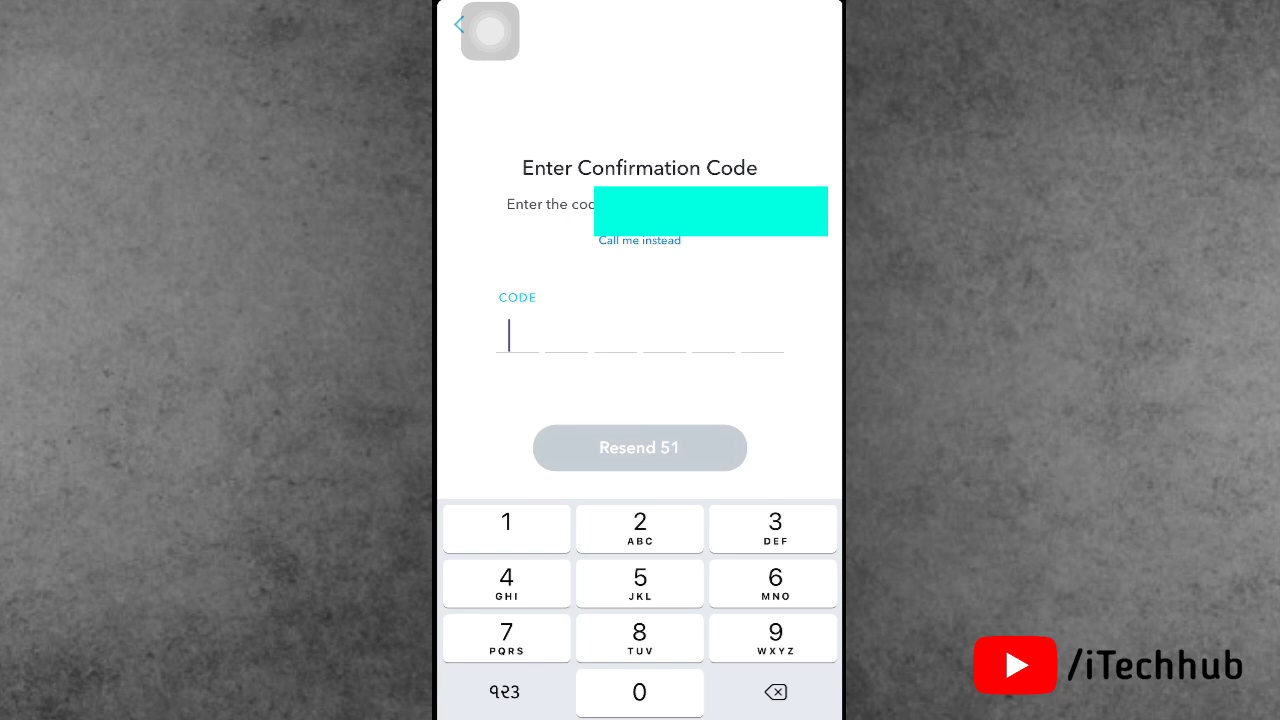 Enter Confirmation Code
Enter the
Call me instead
CODE
Resend 51
1
2
ABC
3
DEF
4
GHI
5
JKL
6
MNO
7
PQRS
8
TUV
9
WXYZ
૧૨૩
0
/iTechhub